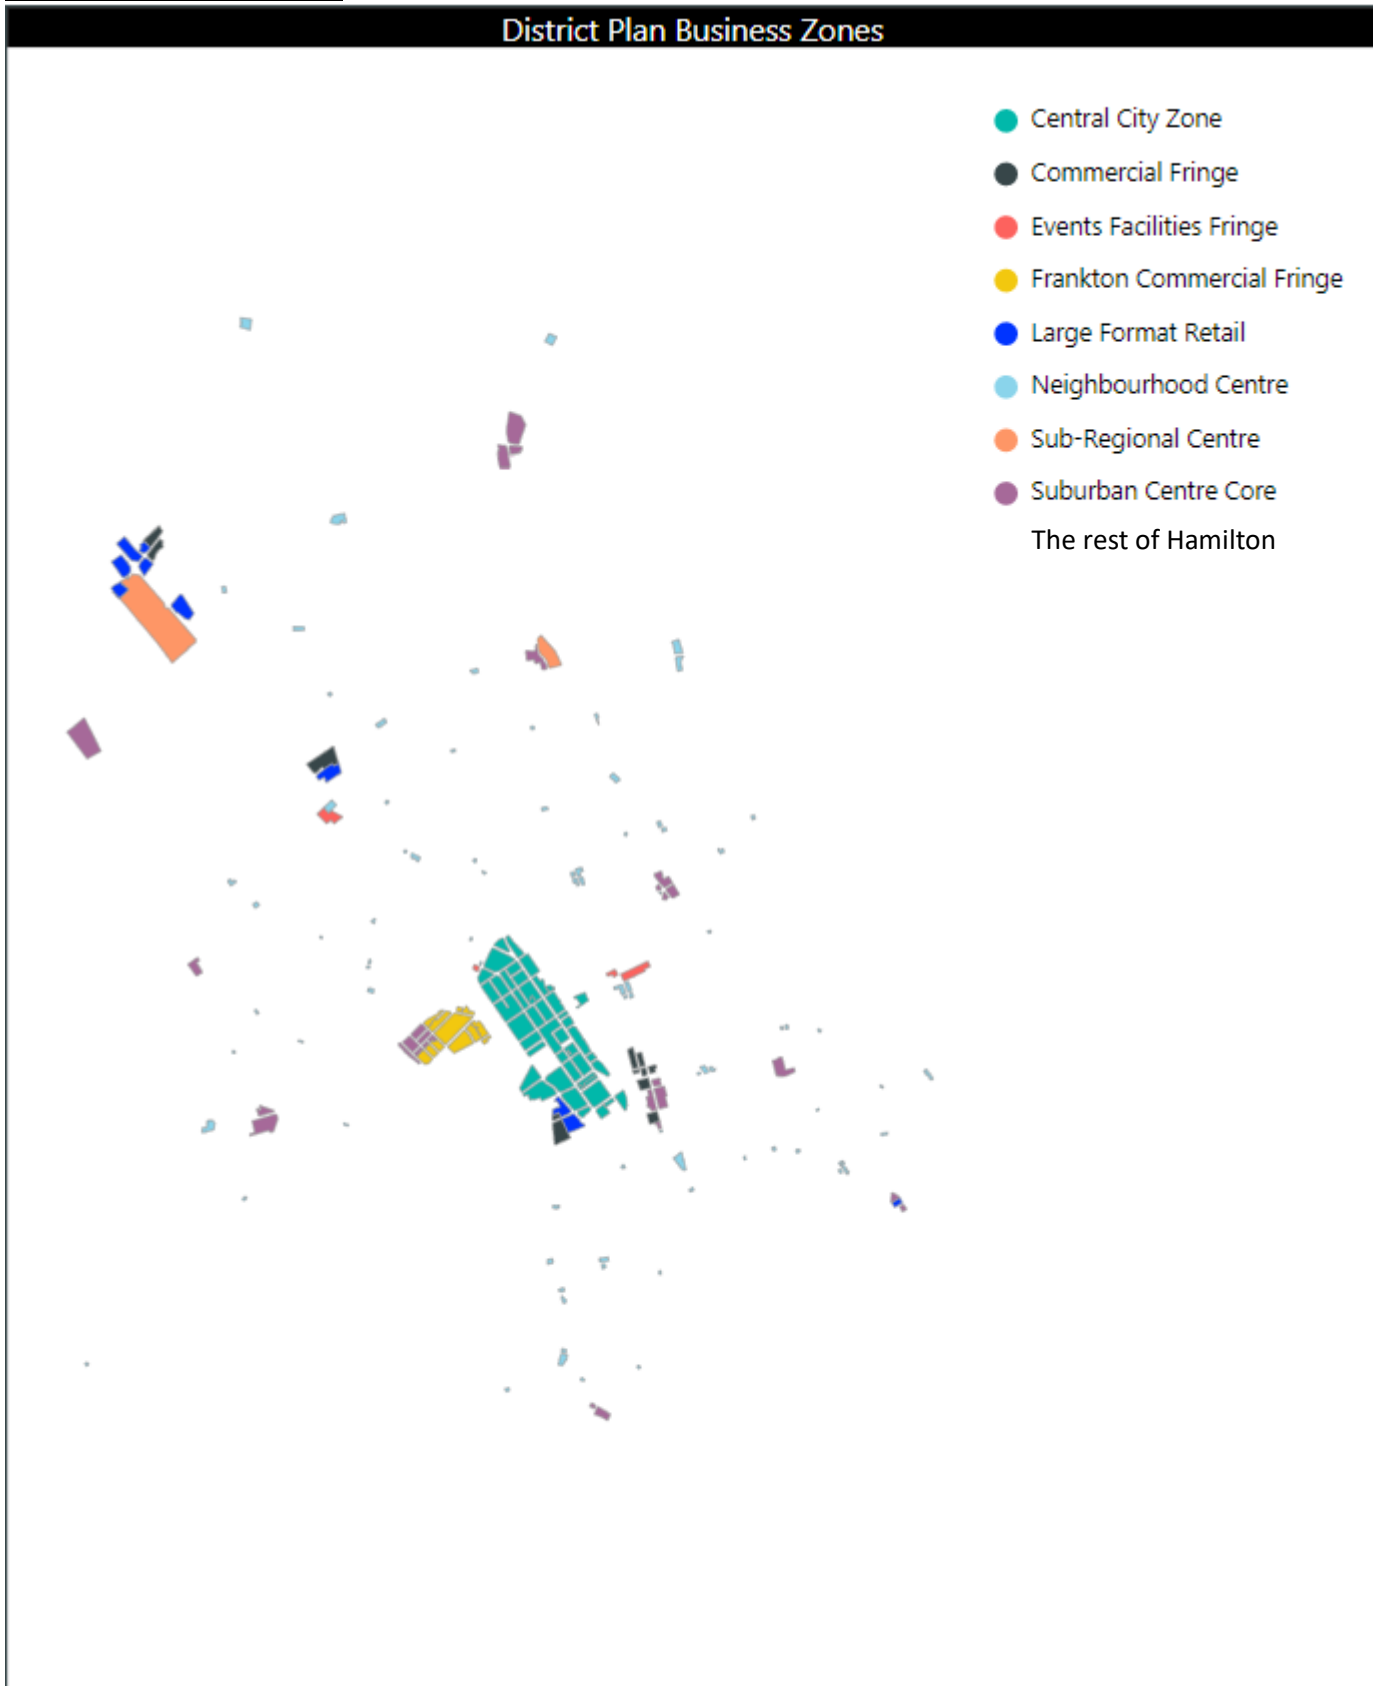 District Plan Business Zones
Central City Zone
Commercial Fringe
Events Facilities Fringe
Frankton Commercial Fringe
Large Format Retail
Neighbourhood Centre
Sub-Regional Centre
Suburban Centre Core
The rest of Hamilton